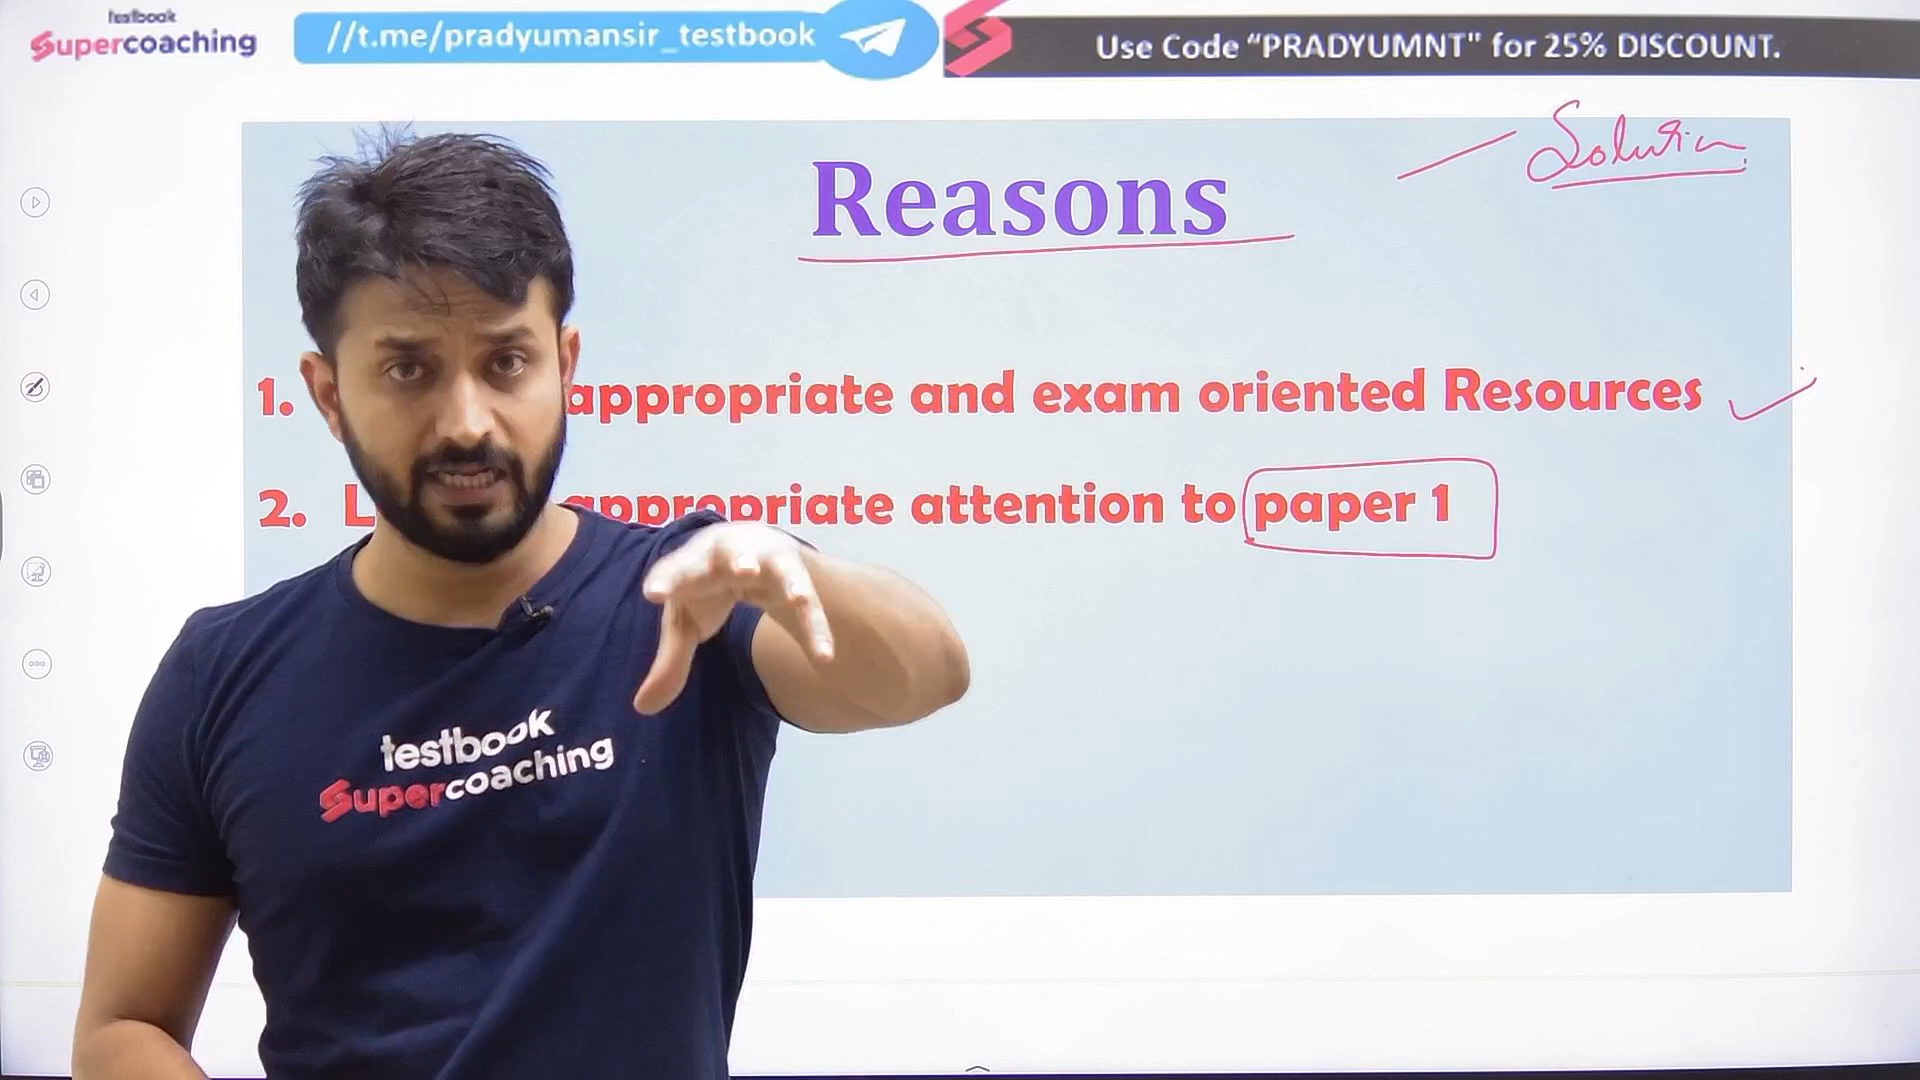 testbook
Supercoaching
//t.me/pradyumansir_testbook
Use Code “PRADYUMNT" for 25% DISCOUNT.
Solution
Reasons
1. appropriate and exam oriented Resources
2. L appropriate attention to paper 1
testbook
Supercoaching